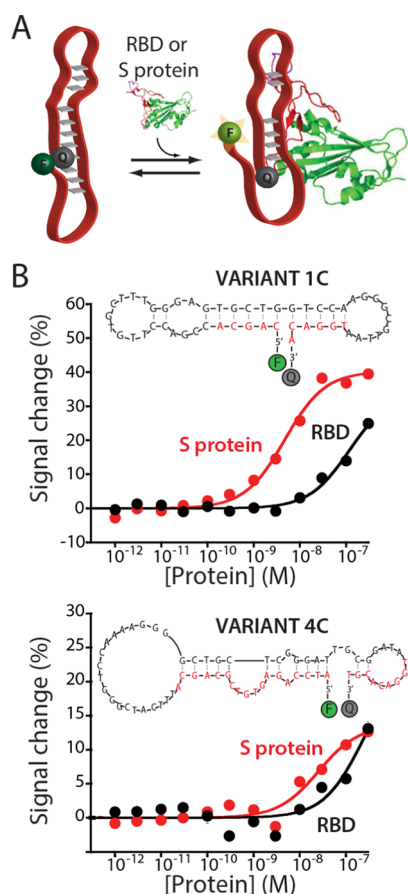 A
RBD or
S protein
F
Q
F
Q
B
VARIANT 1C
5' 3'
F
Q
Signal change (%)
60
50
40
30
20
10
0
-10
S protein
RBD
10⁻¹² 10⁻¹¹ 10⁻¹⁰ 10⁻⁹ 10⁻⁸ 10⁻⁷
[Protein] (M)
VARIANT 4C
5' 3'
F Q
Signal change (%)
30
25
20
15
10
5
0
S protein
RBD
10⁻¹² 10⁻¹¹ 10⁻¹⁰ 10⁻⁹ 10⁻⁸ 10⁻⁷
[Protein] (M)